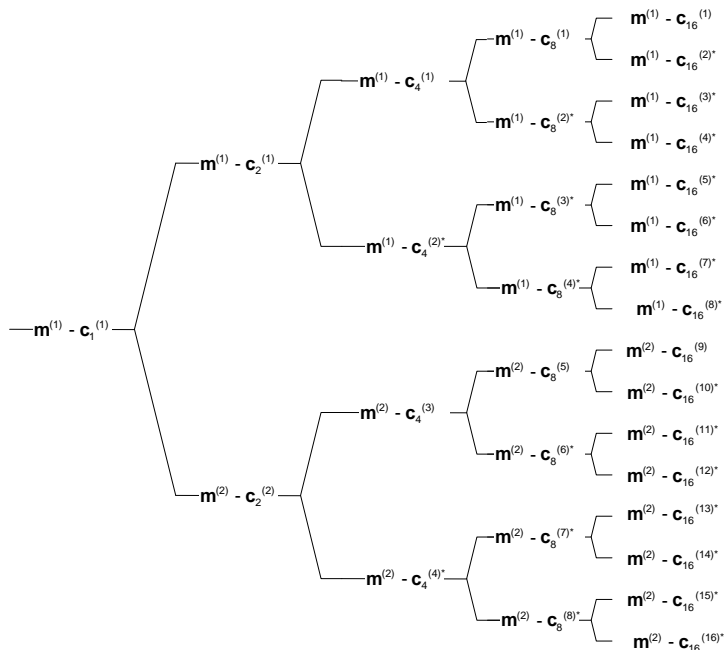 m⁽¹⁾ - c₁₆⁽¹⁾
m⁽¹⁾ - c₈⁽¹⁾
m⁽¹⁾ - c₁₆⁽²⁾*
m⁽¹⁾ - c₄⁽¹⁾
m⁽¹⁾ - c₁₆⁽³⁾*
m⁽¹⁾ - c₈⁽²⁾*
m⁽¹⁾ - c₁₆⁽⁴⁾*
m⁽¹⁾ - c₂⁽¹⁾
m⁽¹⁾ - c₁₆⁽⁵⁾*
m⁽¹⁾ - c₈⁽³⁾*
m⁽¹⁾ - c₁₆⁽⁶⁾*
m⁽¹⁾ - c₄⁽²⁾*
m⁽¹⁾ - c₁₆⁽⁷⁾*
m⁽¹⁾ - c₈⁽⁴⁾*
m⁽¹⁾ - c₁₆⁽⁸⁾*
m⁽¹⁾ - c₁⁽¹⁾
m⁽²⁾ - c₁₆⁽⁹⁾
m⁽²⁾ - c₈⁽⁵⁾
m⁽²⁾ - c₁₆⁽¹⁰⁾*
m⁽²⁾ - c₄⁽³⁾
m⁽²⁾ - c₁₆⁽¹¹⁾*
m⁽²⁾ - c₈⁽⁶⁾*
m⁽²⁾ - c₁₆⁽¹²⁾*
m⁽²⁾ - c₂⁽²⁾
m⁽²⁾ - c₁₆⁽¹³⁾*
m⁽²⁾ - c₈⁽⁷⁾*
m⁽²⁾ - c₁₆⁽¹⁴⁾*
m⁽²⁾ - c₄⁽⁴⁾*
m⁽²⁾ - c₁₆⁽¹⁵⁾*
m⁽²⁾ - c₈⁽⁸⁾*
m⁽²⁾ - c₁₆⁽¹⁶⁾*